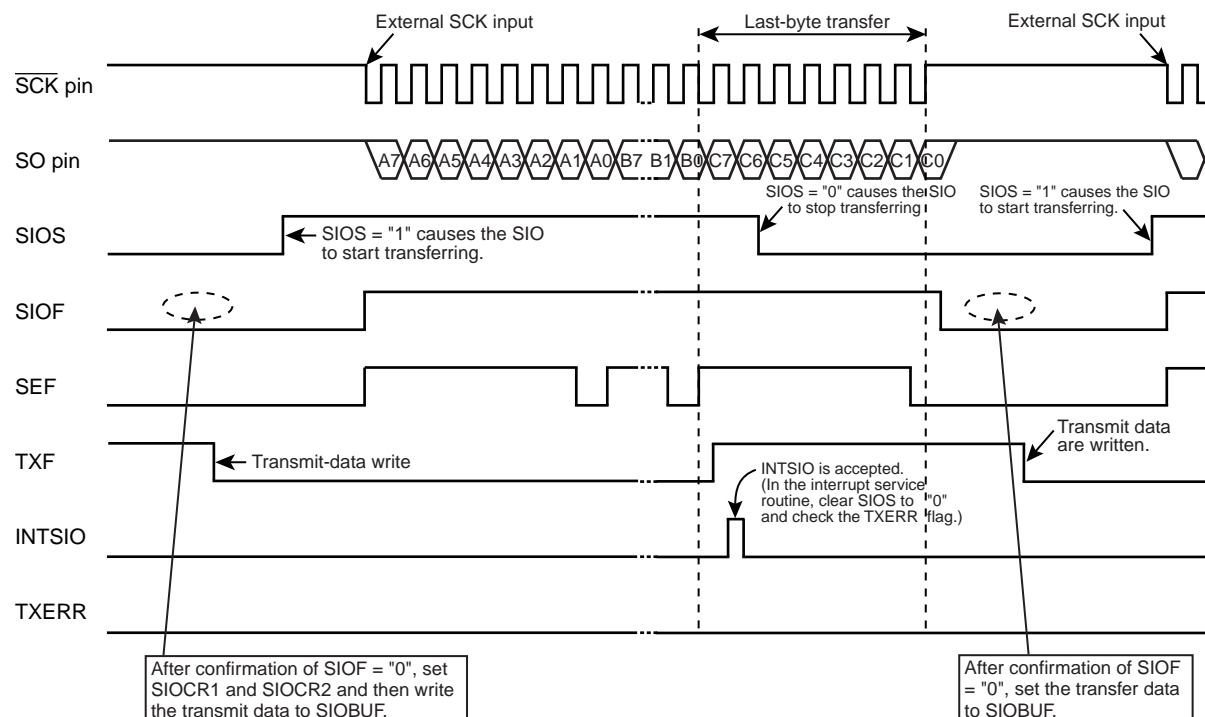 External SCK input
Last-byte transfer
External SCK input
SCK pin
SO pin
A7 A6 A5 A4 A3 A2 A1 A0 B7 B1 B0 C7 C6 C5 C4 C3 C2 C1 C0
SIOS = "0" causes the SIO
to stop transferring
SIOS = "1" causes the SIO
to start transferring.
SIOS
SIOS = "1" causes the SIO
to start transferring.
SIOF
SEF
TXF
Transmit-data write
Transmit data
are written.
INTSIO is accepted.
(In the interrupt service
routine, clear SIOS to "0"
and check the TXERR flag.)
INTSIO
TXERR
After confirmation of SIOF = "0", set
SIOCR1 and SIOCR2 and then write
the transmit data to SIOBUF.
After confirmation of SIOF
= "0", set the transfer data
to SIOBUF.